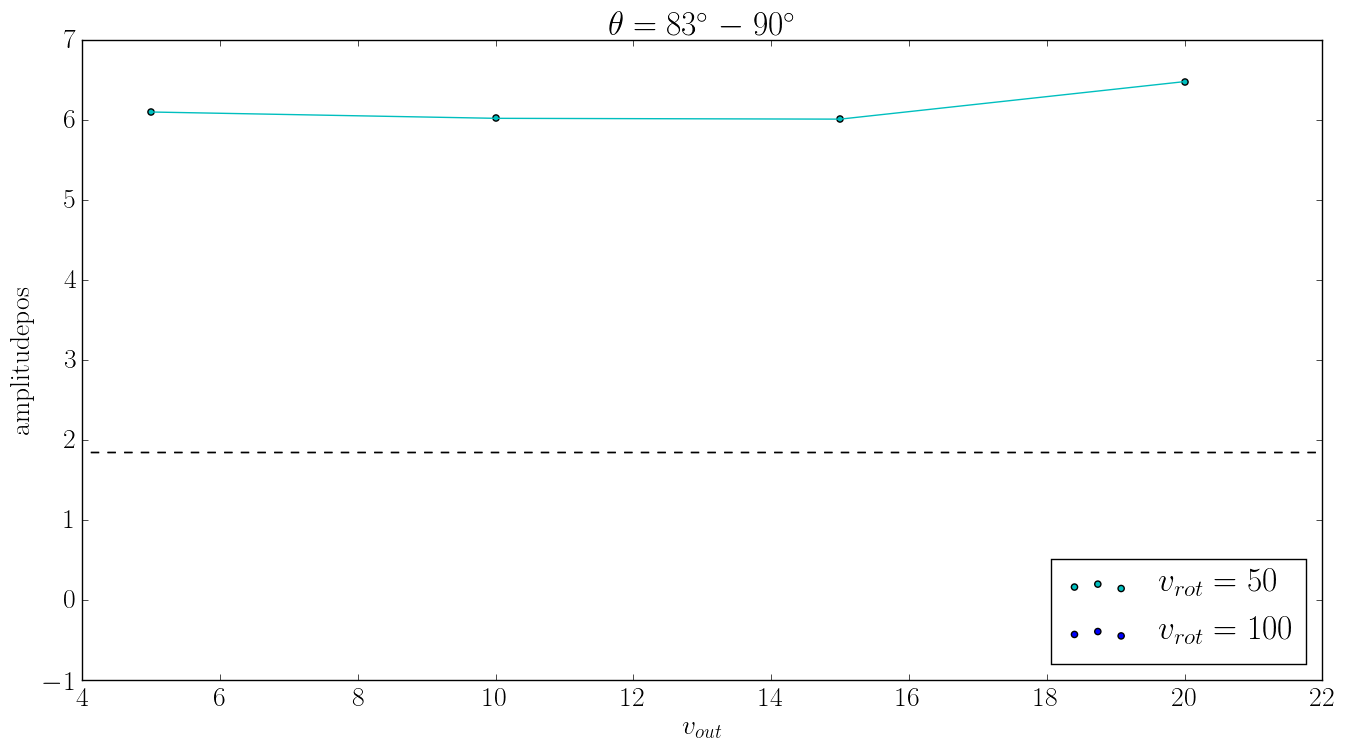 θ = 83° − 90°
7
6
5
4
3
2
1
0
−1
amplitudepos
4 6 8 10 12 14 16 18 20 22
v_out
v_rot = 50
v_rot = 100